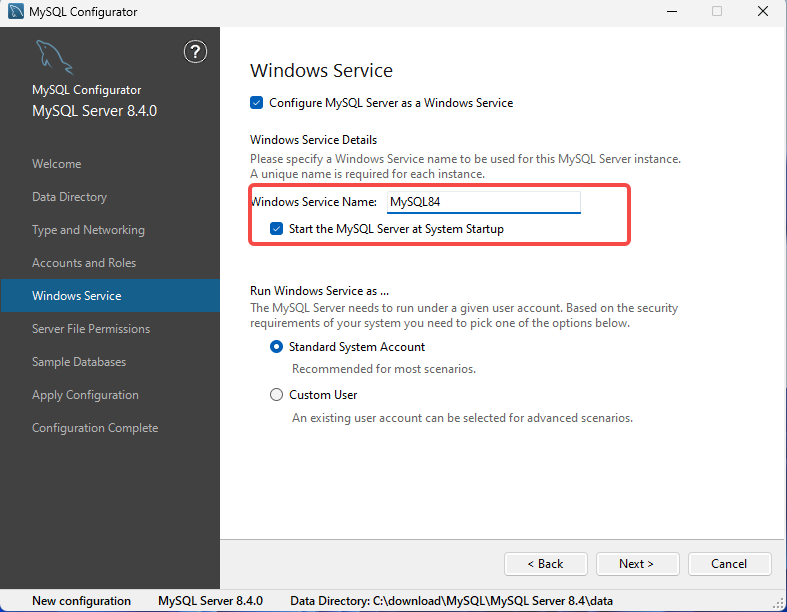 MySQL Configurator
?
MySQL Configurator
MySQL Server 8.4.0
Welcome
Data Directory
Type and Networking
Accounts and Roles
Windows Service
Server File Permissions
Sample Databases
Apply Configuration
Configuration Complete
Windows Service
Configure MySQL Server as a Windows Service
Windows Service Details
Please specify a Windows Service name to be used for this MySQL Server instance.
A unique name is required for each instance.
Windows Service Name: MySQL84
Start the MySQL Server at System Startup
Run Windows Service as ...
The MySQL Server needs to run under a given user account. Based on the security
requirements of your system you need to pick one of the options below.
Standard System Account
Recommended for most scenarios.
Custom User
An existing user account can be selected for advanced scenarios.
< Back Next > Cancel
New configuration MySQL Server 8.4.0 Data Directory: C:\download\MySQL\MySQL Server 8.4\data